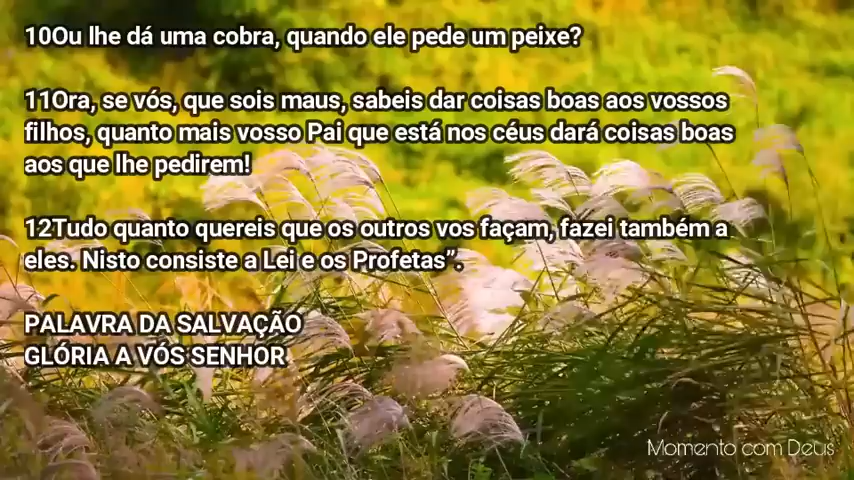 10Ou lhe dá uma cobra, quando ele pede um peixe?
11Ora, se vós, que sois maus, sabeis dar coisas boas aos vossos
filhos, quanto mais vosso Pai que está nos céus dará coisas boas
aos que lhe pedirem!
12Tudo quanto quereis que os outros vos façam, fazei também a
eles. Nisto consiste a Lei e os Profetas”.
PALAVRA DA SALVAÇÃO
GLÓRIA A VÓS SENHOR
Momento com Deus